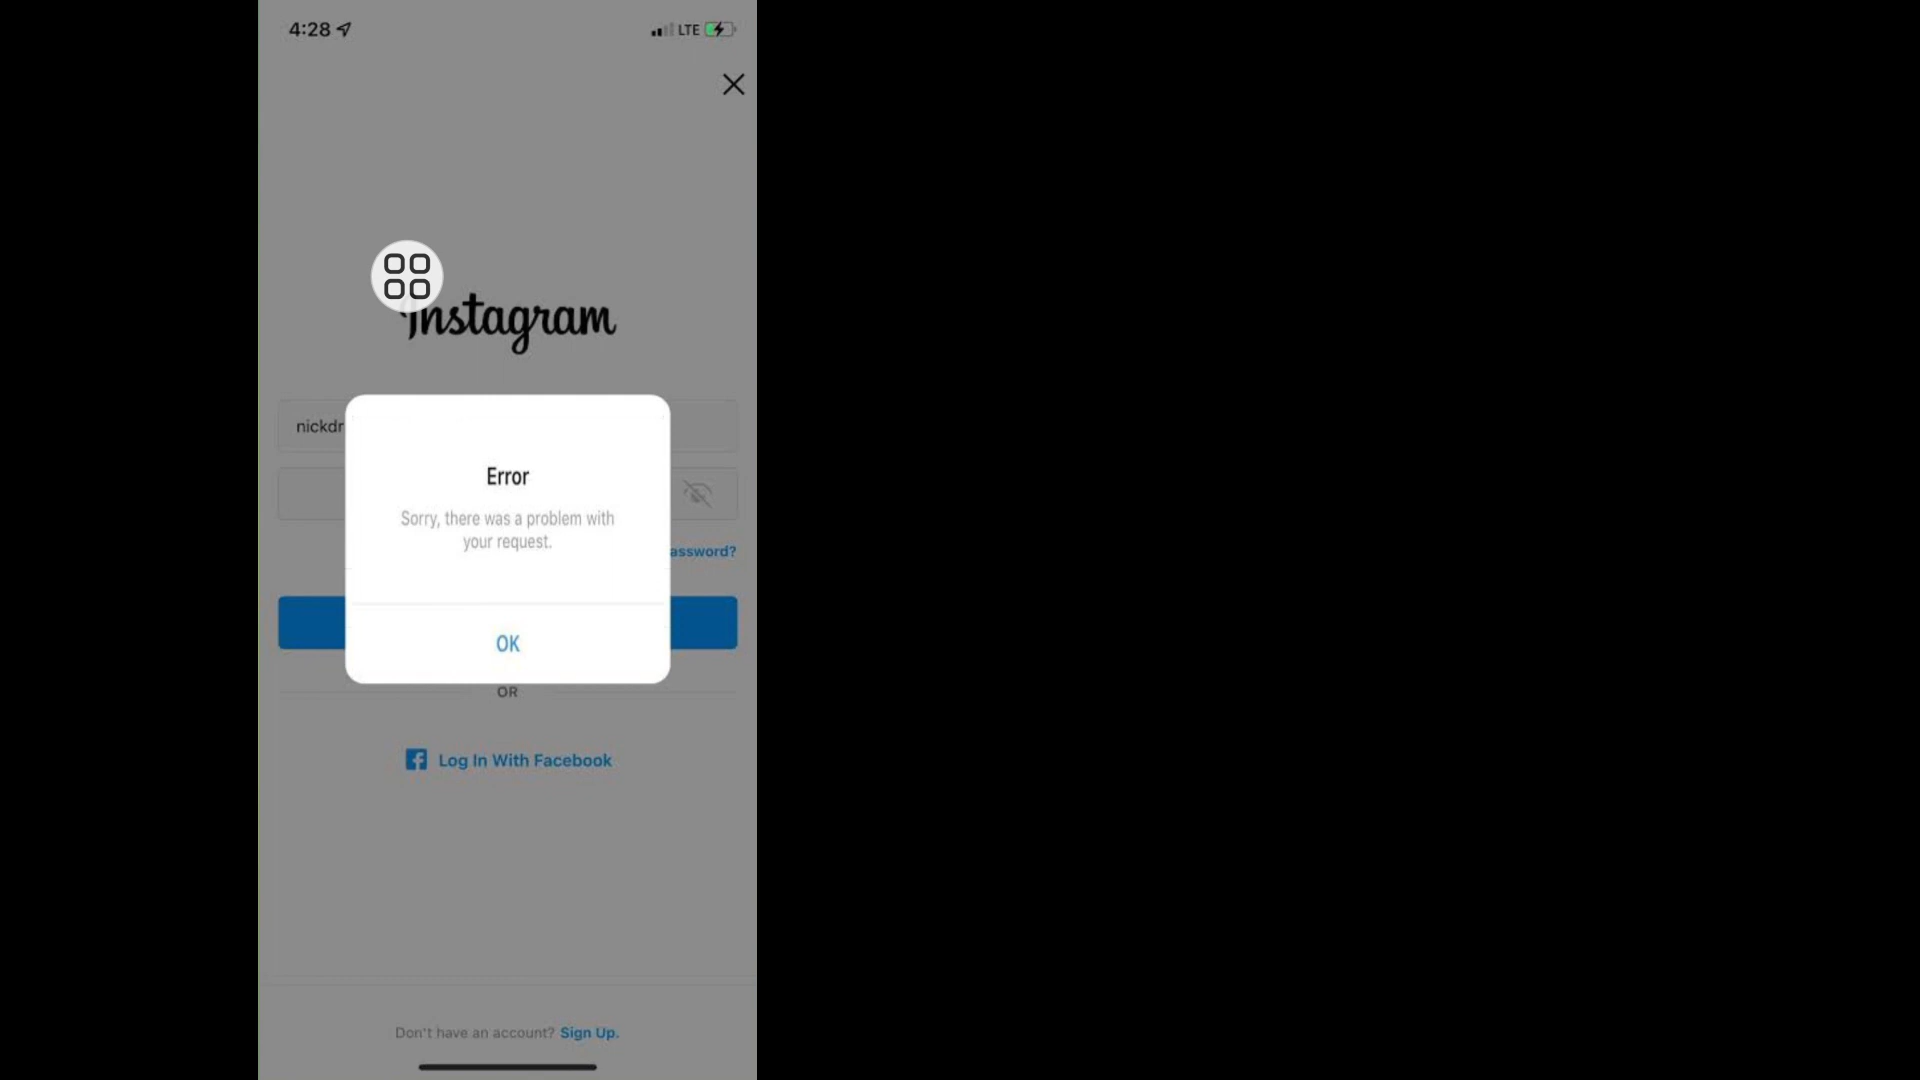 4:28
LTE
Instagram
nickdr
Error
Sorry, there was a problem with
your request.
assword?
OK
OR
Log In With Facebook
Don't have an account? Sign Up.